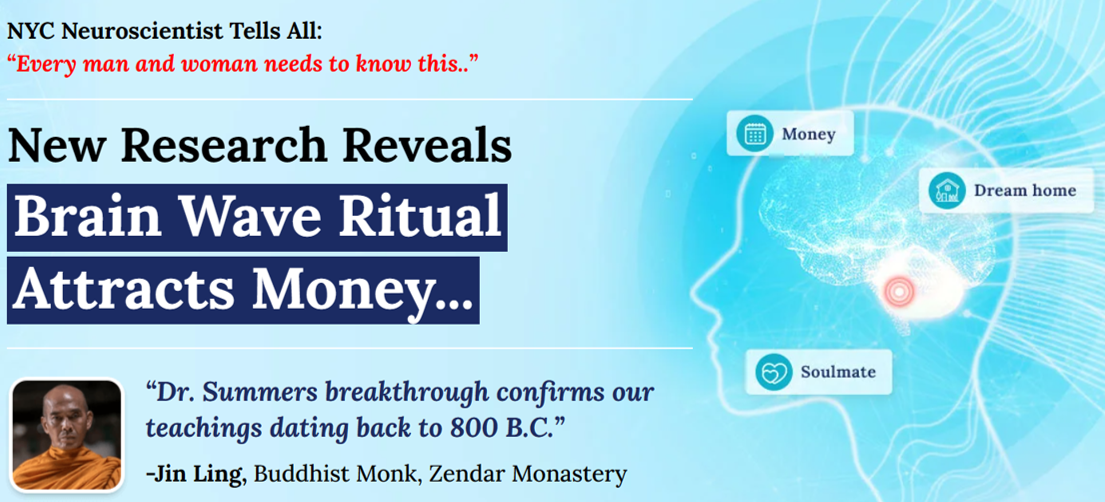 NYC Neuroscientist Tells All:
“Every man and woman needs to know this..”
New Research Reveals
Brain Wave Ritual
Attracts Money...
Money
Dream home
Soulmate
“Dr. Summers breakthrough confirms our
teachings dating back to 800 B.C.”
-Jin Ling, Buddhist Monk, Zendar Monastery